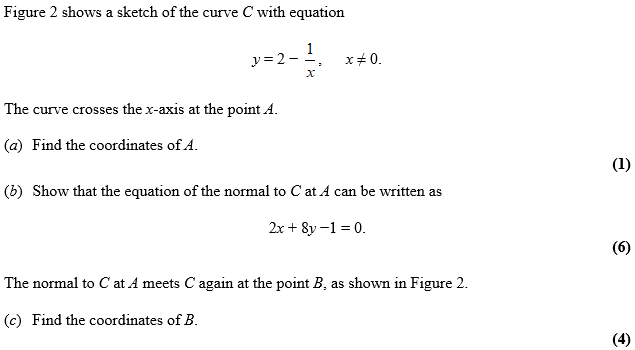 Figure 2 shows a sketch of the curve C with equation
y = 2 − 1/x, x ≠ 0.
The curve crosses the x-axis at the point A.
(a) Find the coordinates of A.
(1)
(b) Show that the equation of the normal to C at A can be written as
2x + 8y −1 = 0.
(6)
The normal to C at A meets C again at the point B, as shown in Figure 2.
(c) Find the coordinates of B.
(4)